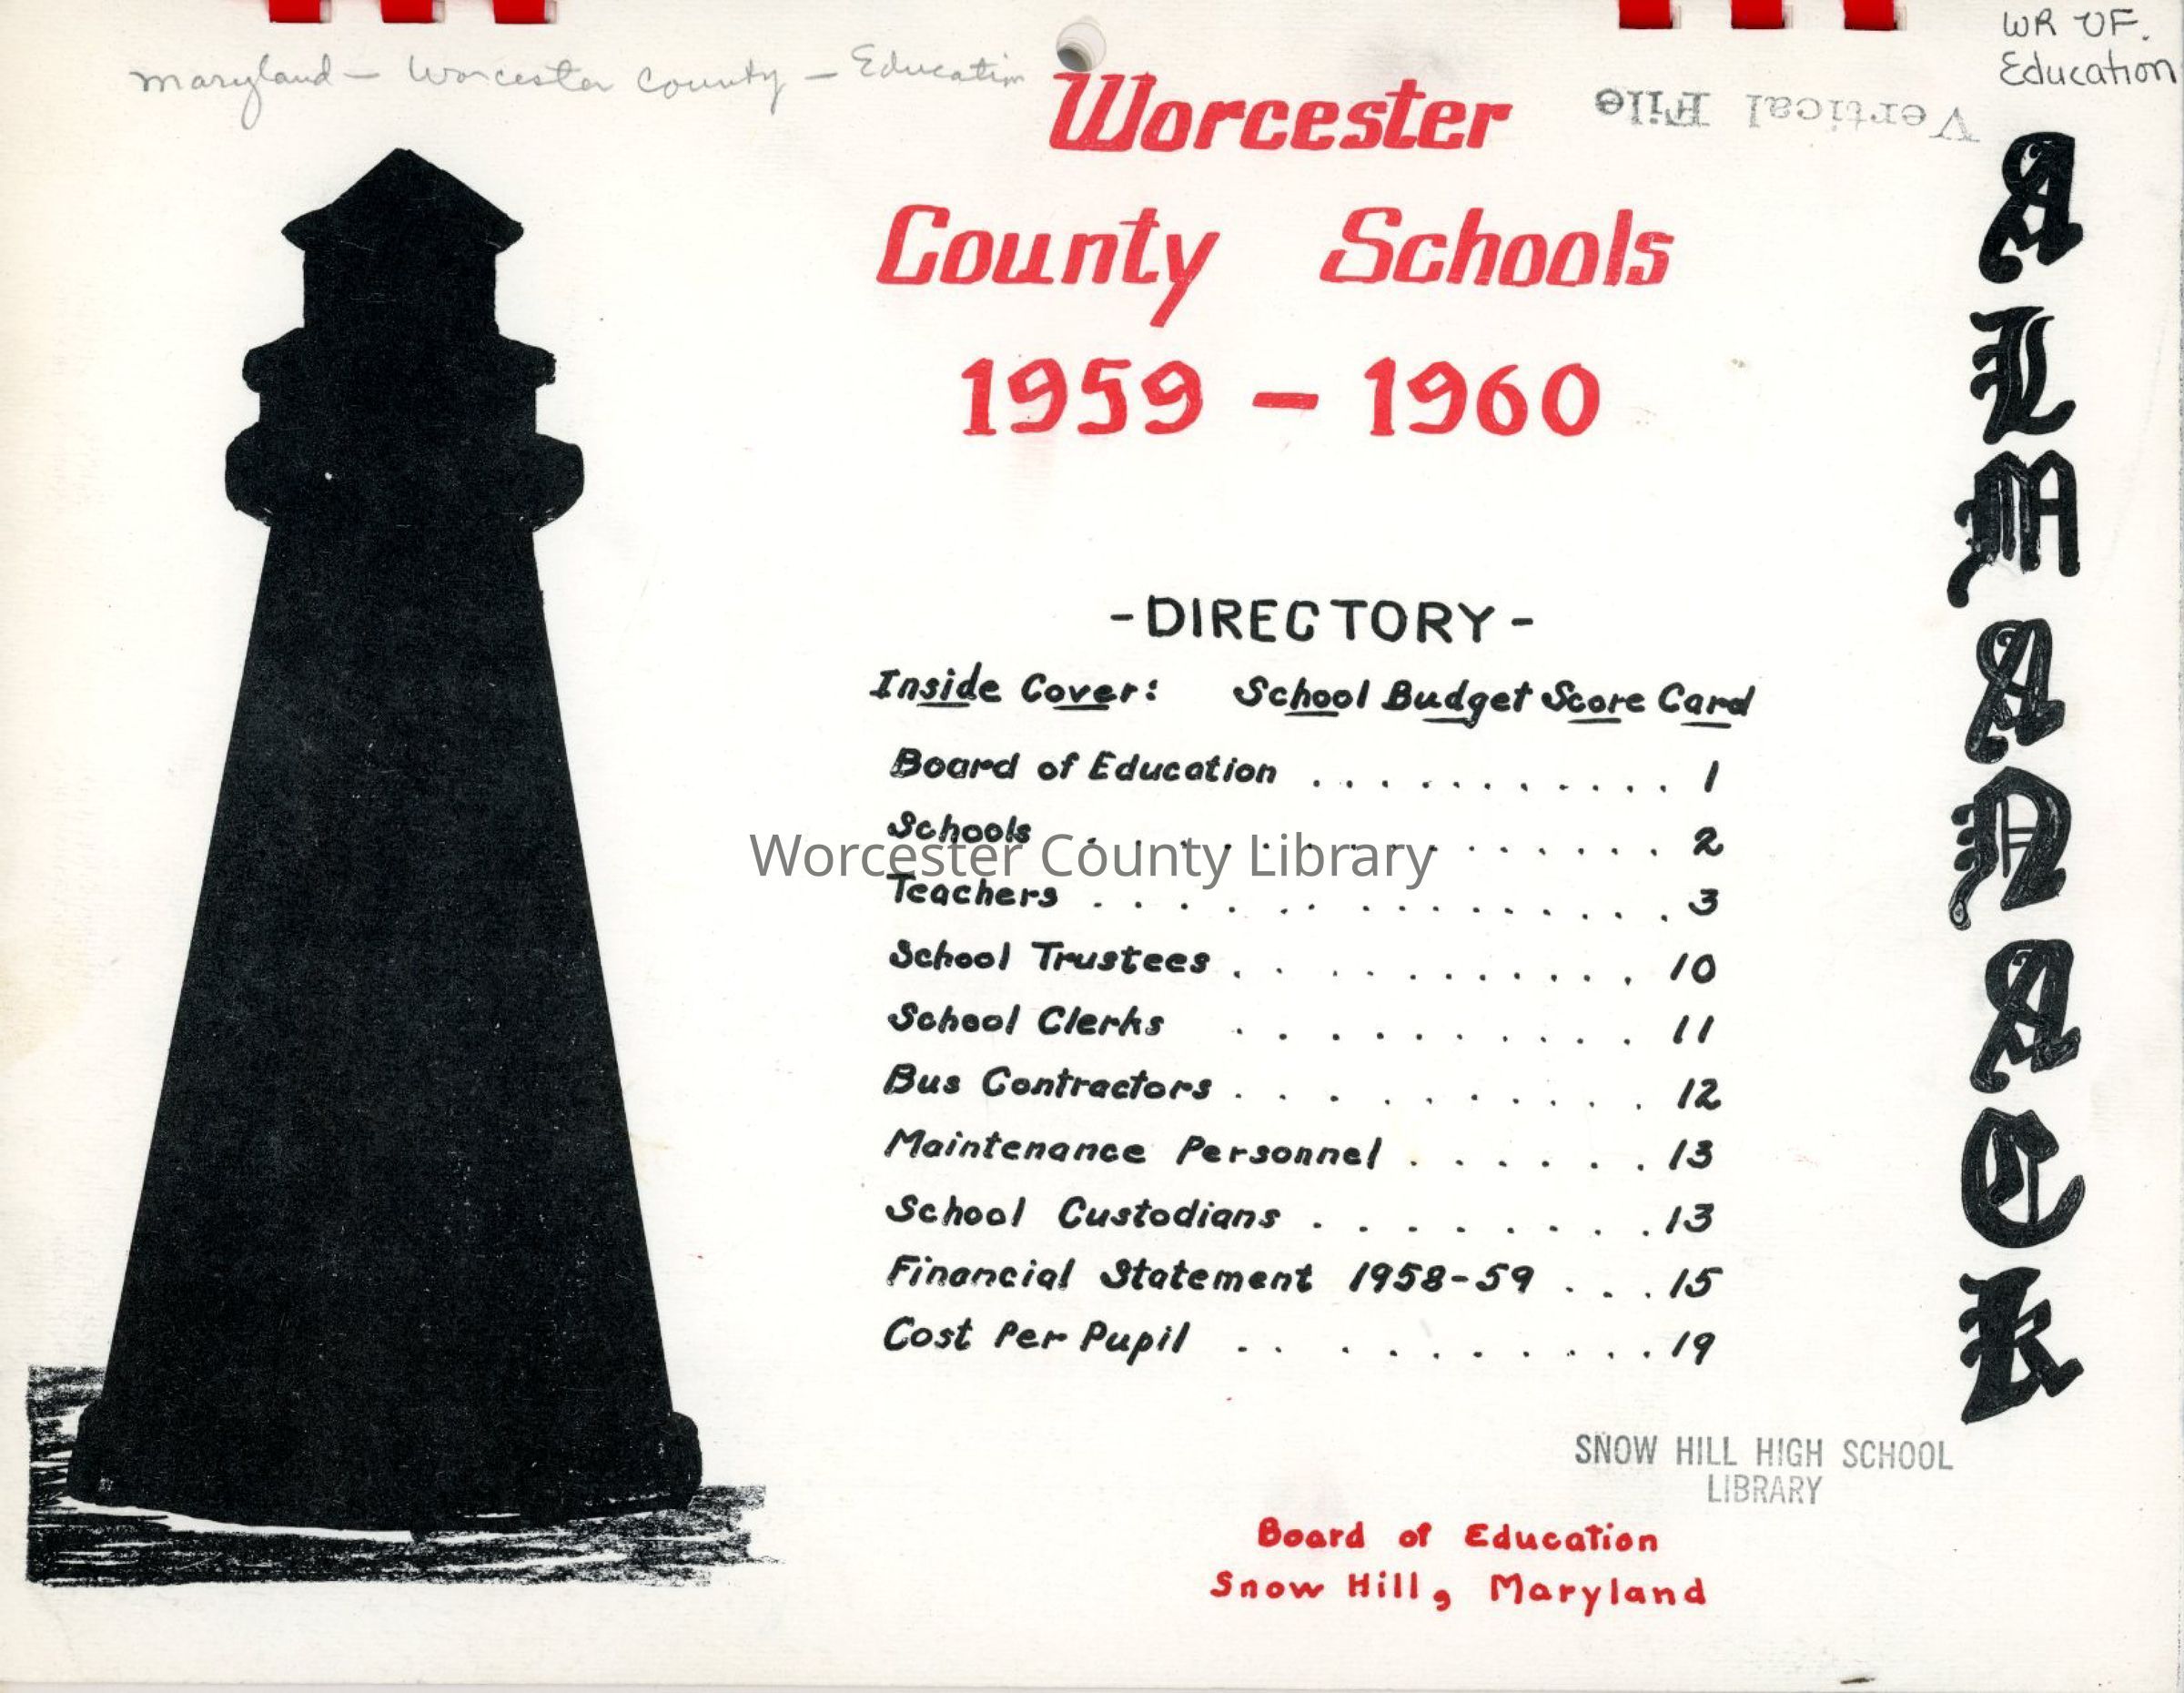 WR VF.
Education
Maryland – Worcester County – Education
Vertical File
Worcester
County Schools
1959 – 1960
ALMANACK
-DIRECTORY-
Inside Cover: School Budget Score Card
Board of Education . . . . . . . . . . . . 1
Schools . . . . . . . . . . . . . . 2
Worcester County Library
Teachers . . . . . . . . . . . . . . 3
School Trustees . . . . . . . . . . . 10
School Clerks . . . . . . . . . . 11
Bus Contractors . . . . . . . . . . . 12
Maintenance Personnel . . . . . . 13
School Custodians . . . . . . . . 13
Financial Statement 1958-59 . . . 15
Cost Per Pupil . . . . . . . . . . 19
SNOW HILL HIGH SCHOOL
LIBRARY
Board of Education
Snow Hill, Maryland